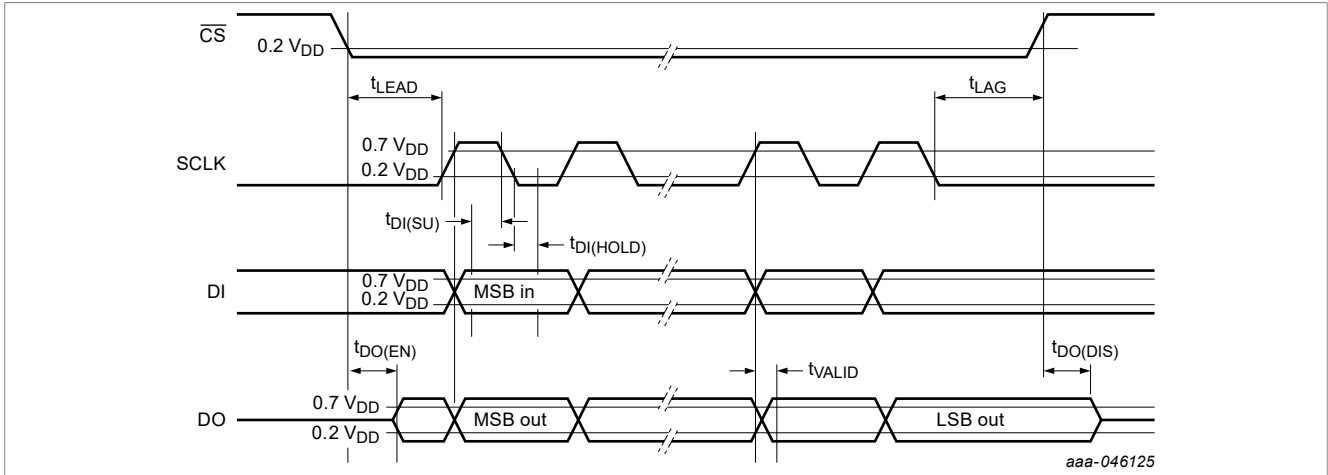 CS
0.2 VDD
tLEAD
tLAG
SCLK
0.7 VDD
0.2 VDD
tDI(SU)
tDI(HOLD)
DI
0.7 VDD
0.2 VDD
MSB in
tDO(EN)
tVALID
tDO(DIS)
DO
0.7 VDD
0.2 VDD
MSB out
LSB out
aaa-046125